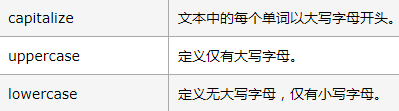 capitalize 文本中的每个单词以大写字母开头。
uppercase 定义仅有大写字母。
lowercase 定义无大写字母，仅有小写字母。